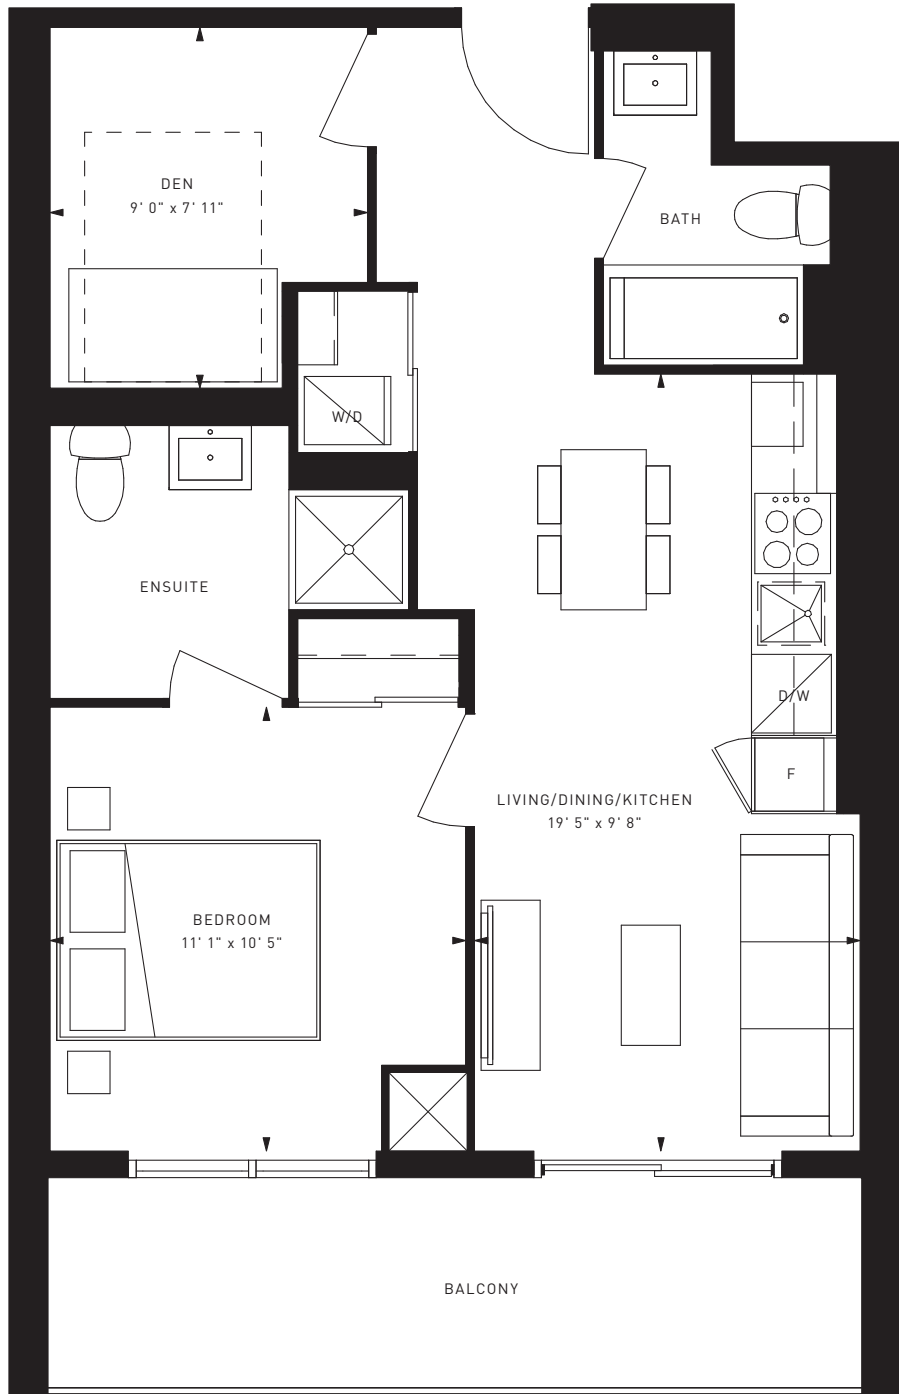 DEN
9' 0" x 7' 11"
BATH
W/D
ENSUITE
D/W
F
LIVING/DINING/KITCHEN
19' 5" x 9' 8"
BEDROOM
11' 1" x 10' 5"
BALCONY